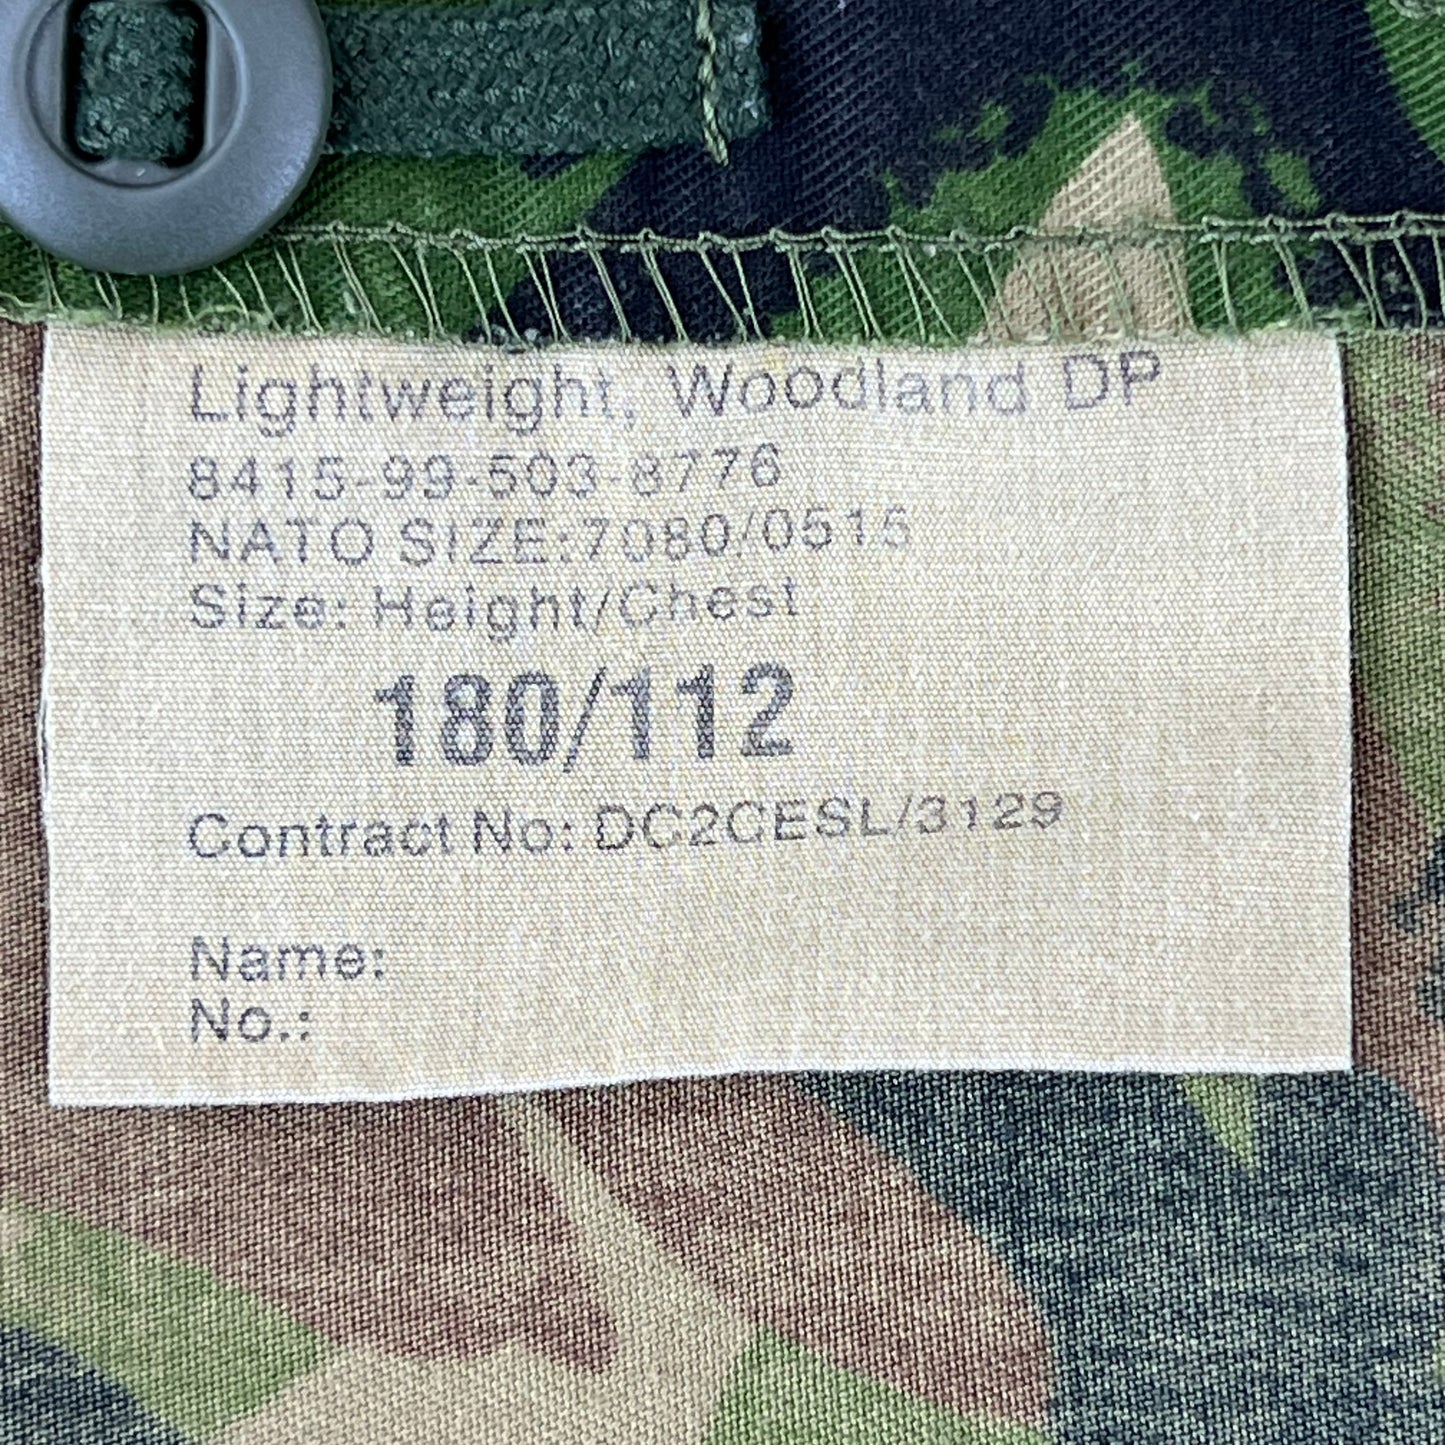 Lightweight, Woodland DP
8415-99-503-8776
NATO SIZE:7080/0515
Size: Height/Chest
180/112
Contract No: DC2CESL/3129
Name:
No.: